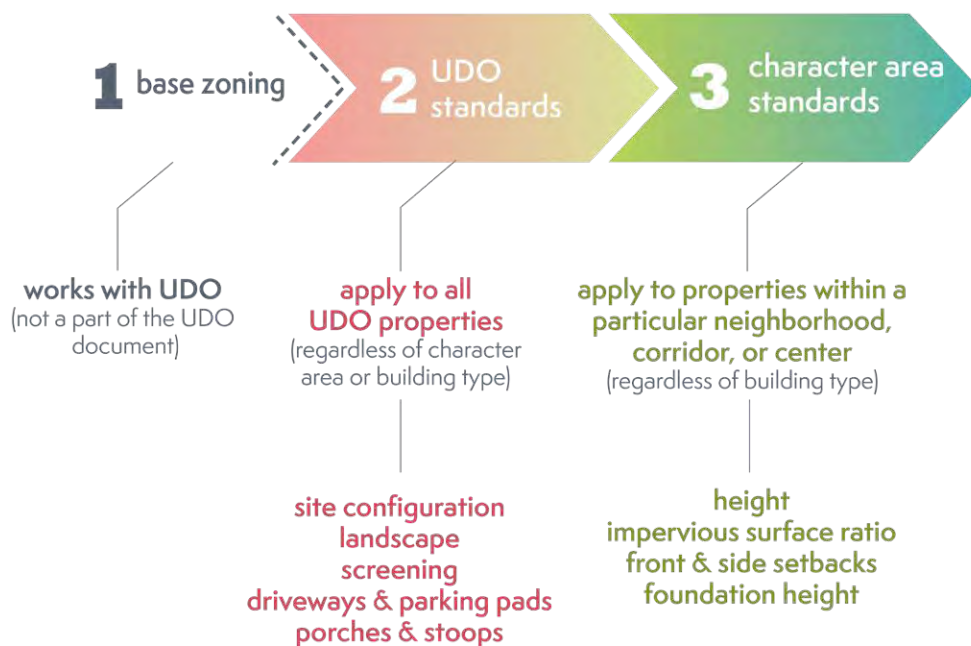 1 base zoning
2 UDO
standards
3 character area
standards
works with UDO
(not a part of the UDO
document)
apply to all
UDO properties
(regardless of character
area or building type)
apply to properties within a
particular neighborhood,
corridor, or center
(regardless of building type)
site configuration
landscape
screening
driveways & parking pads
porches & stoops
height
impervious surface ratio
front & side setbacks
foundation height